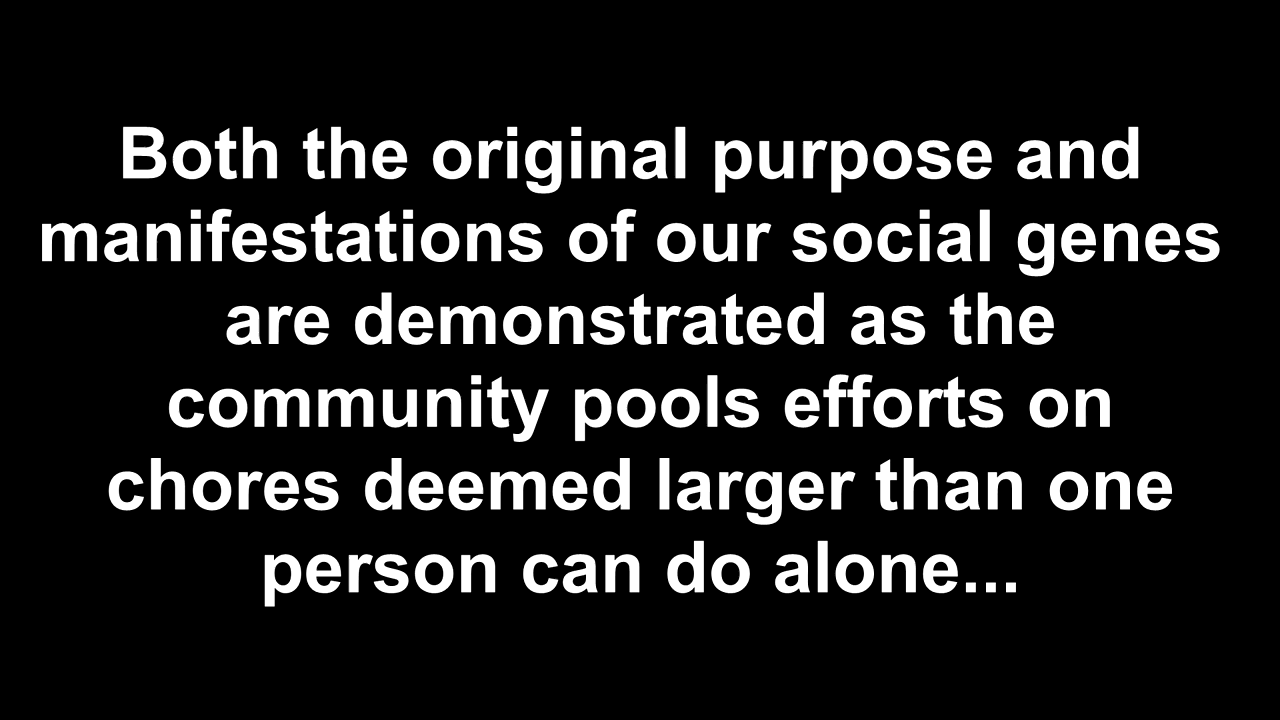 Both the original purpose and
manifestations of our social genes
are demonstrated as the
community pools efforts on
chores deemed larger than one
person can do alone...